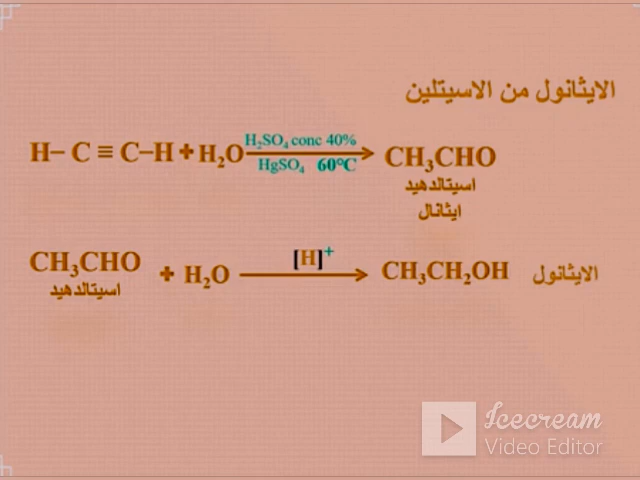 الايثانول من الاسيتلين
H– C ≡ C–H + H₂O H₂SO₄ conc 40% HgSO₄ 60°C CH₃CHO
اسيتالدهيد
ايثانال
CH₃CHO + H₂O [H]⁺ CH₃CH₂OH الايثانول
اسيتالدهيد
Icecream
Video Editor